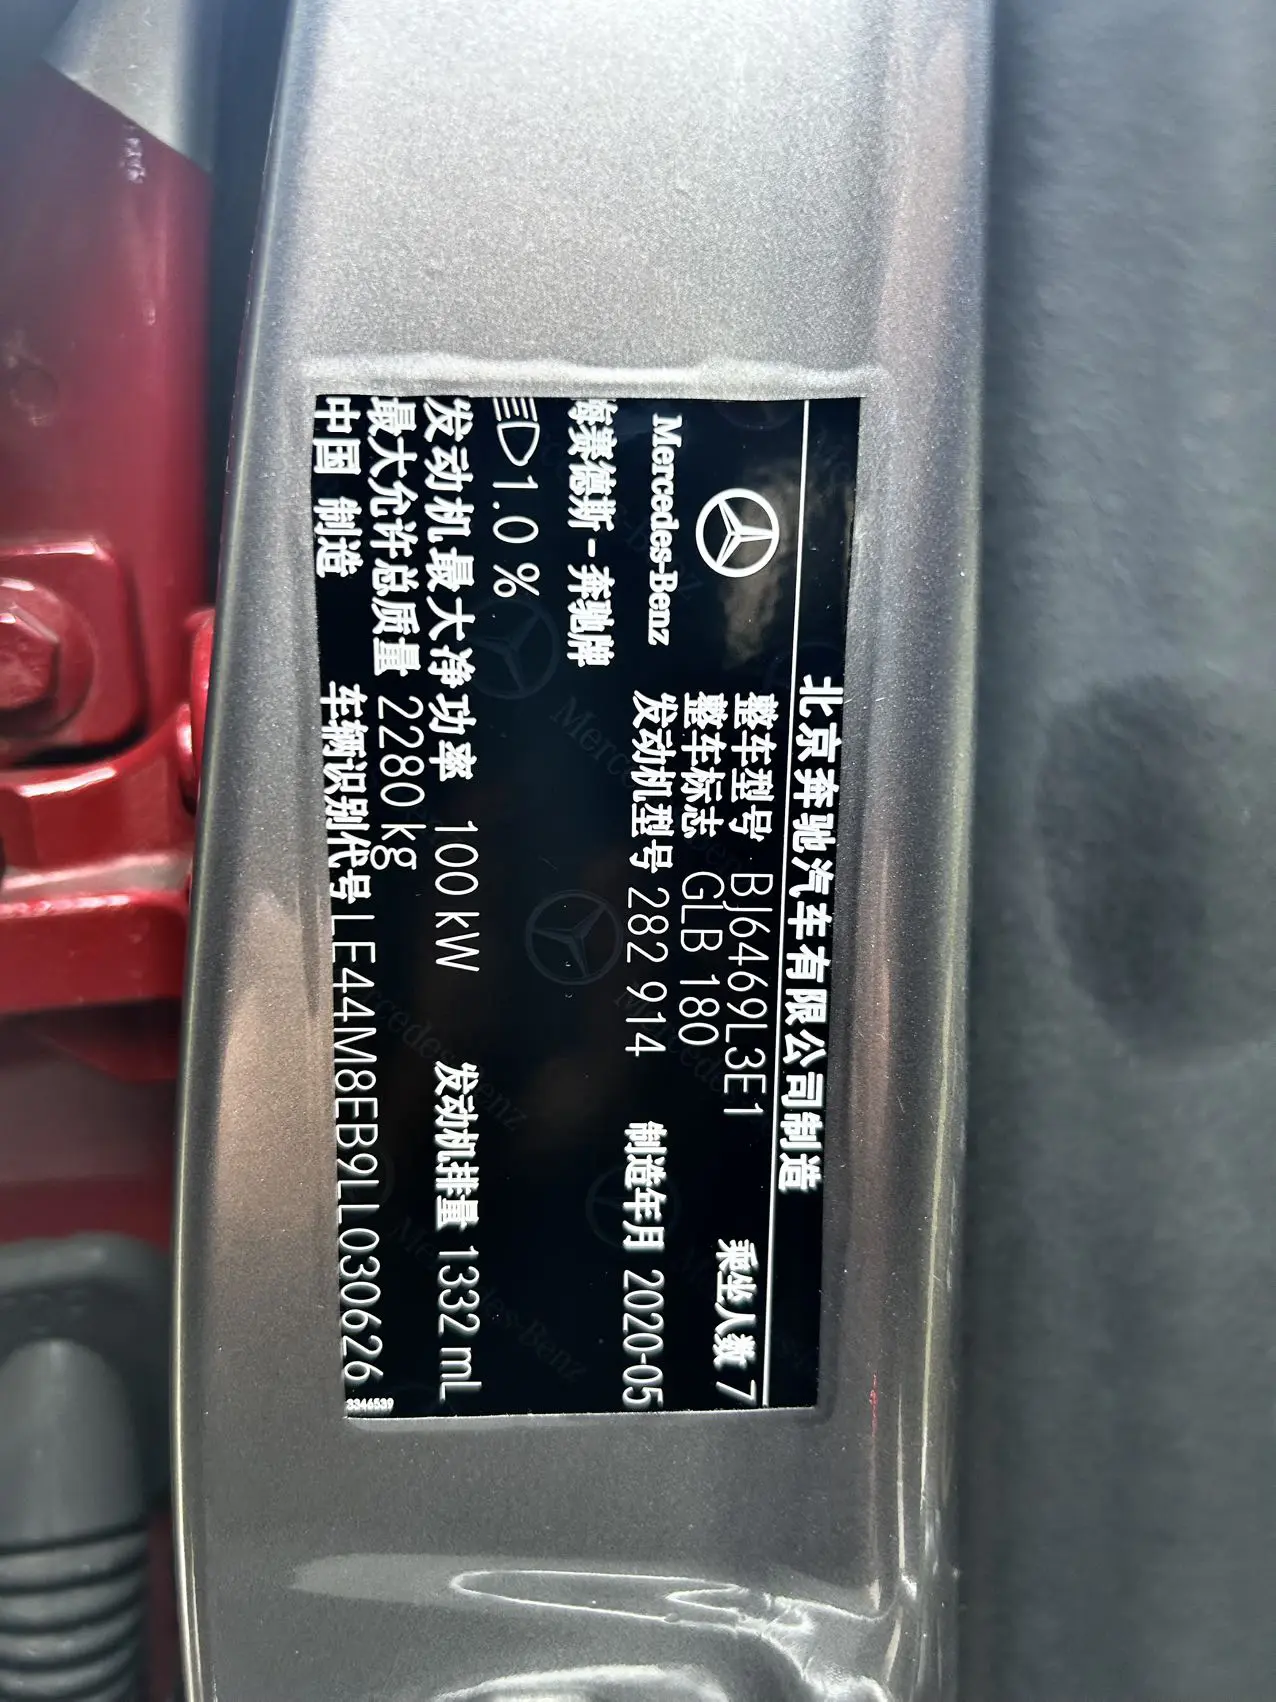 北京奔驰汽车有限公司制造
整车型号 BJ6469L3E1 乘坐人数 7
整车标志 GLB 180
Mercedes-Benz 发动机型号 282 914 制造年月 2020-05
梅赛德斯-奔驰牌
1.0 %
发动机最大净功率 100 kW 发动机排量 1332 mL
最大允许总质量 2280 kg
中国 制造 车辆识别代号 LE44M8EB9LL030626
3346539